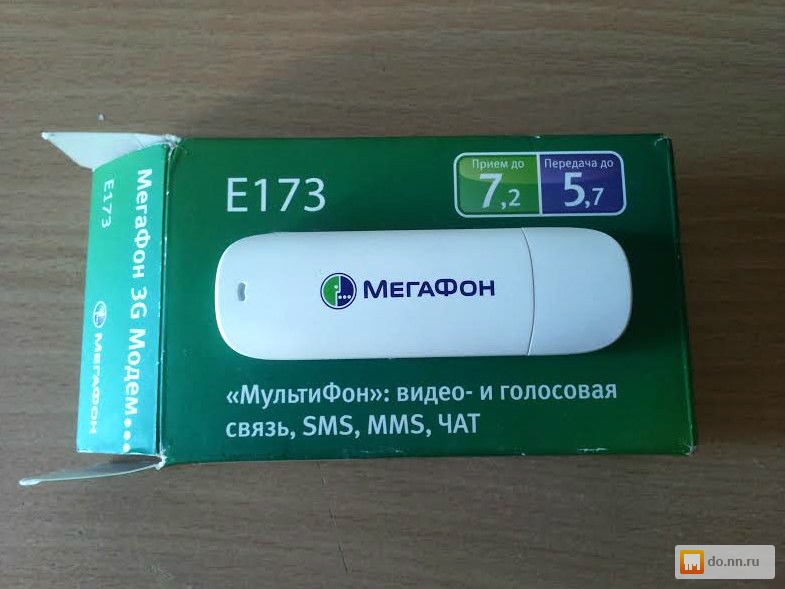 Мегафон 3G Модем...
E173
МегаФон
E173
Прием до
7,2
Передача до
5,7
МегаФон
«МультиФон»: видео- и голосовая
связь, SMS, MMS, ЧАТ
do.nn.ru